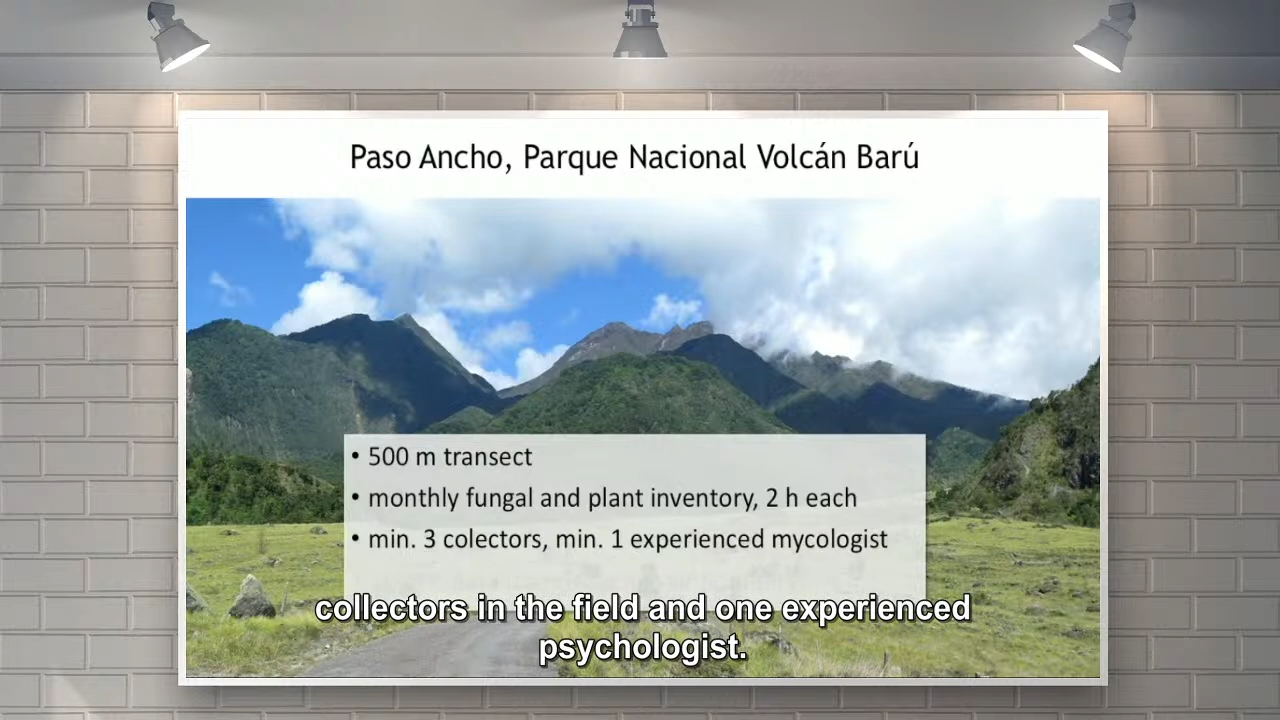 Paso Ancho, Parque Nacional Volcán Barú
• 500 m transect
• monthly fungal and plant inventory, 2 h each
• min. 3 colectors, min. 1 experienced mycologist
collectors in the field and one experienced
psychologist.